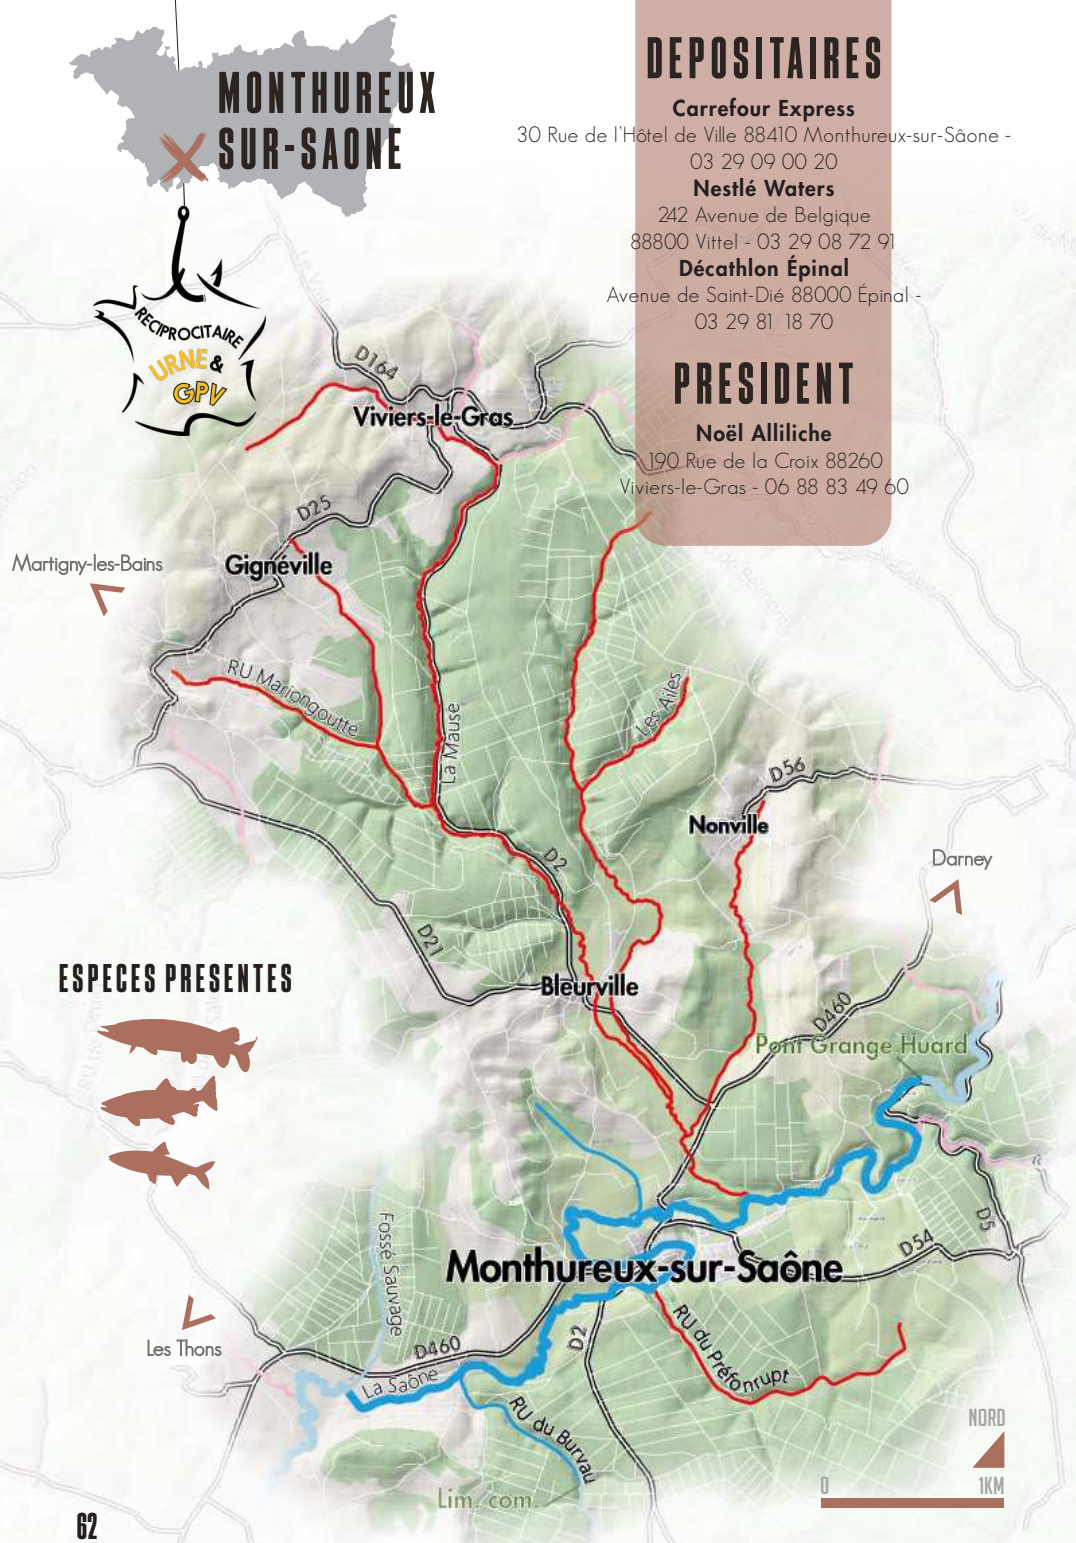 MONTHUREUX
SUR-SAONE
DEPOSITAIRES
Carrefour Express
30 Rue de l'Hôtel de Ville 88410 Monthureux-sur-Sâone -
03 29 09 00 20
Nestlé Waters
242 Avenue de Belgique
88800 Vittel - 03 29 08 72 91
Décathlon Épinal
Avenue de Saint-Dié 88000 Épinal -
03 29 81 18 70
PRESIDENT
Noël Alliliche
190 Rue de la Croix 88260
Viviers-le-Gras - 06 88 83 49 60
RECIPROCITAIRE
URNE &
GPV
D164
Viviers-le-Gras
D25
Gignéville
Martigny-les-Bains
RU Mariongoutte
La Mause
Les Ailes
D56
Nonville
D2
Darney
D21
ESPECES PRESENTES
Bleurville
D460
Pont Grange Huard
Fossé Sauvage
D5
D54
Monthureux-sur-Saône
Les Thons
D460
D2
RU du Préfonrupt
La Saône
RU du Burvau
NORD
0
1KM
Lim. com.
62